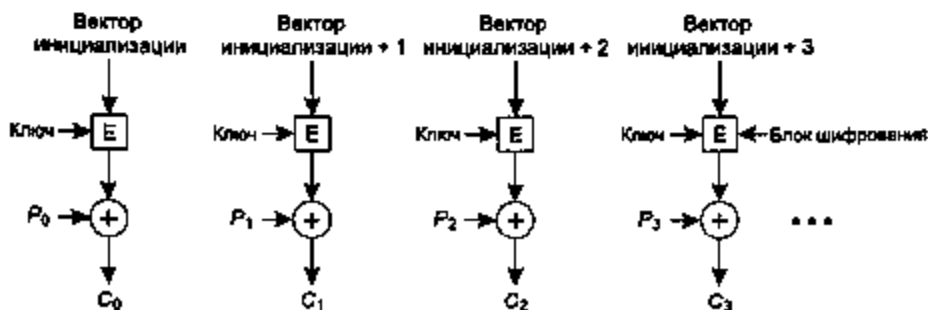 Вектор инициализации
Вектор инициализации + 1
Вектор инициализации + 2
Вектор инициализации + 3
Ключ E
Ключ E
Ключ E
Ключ E Блок шифрования
P₀ +
P₁ +
P₂ +
P₃ + •••
C₀
C₁
C₂
C₃